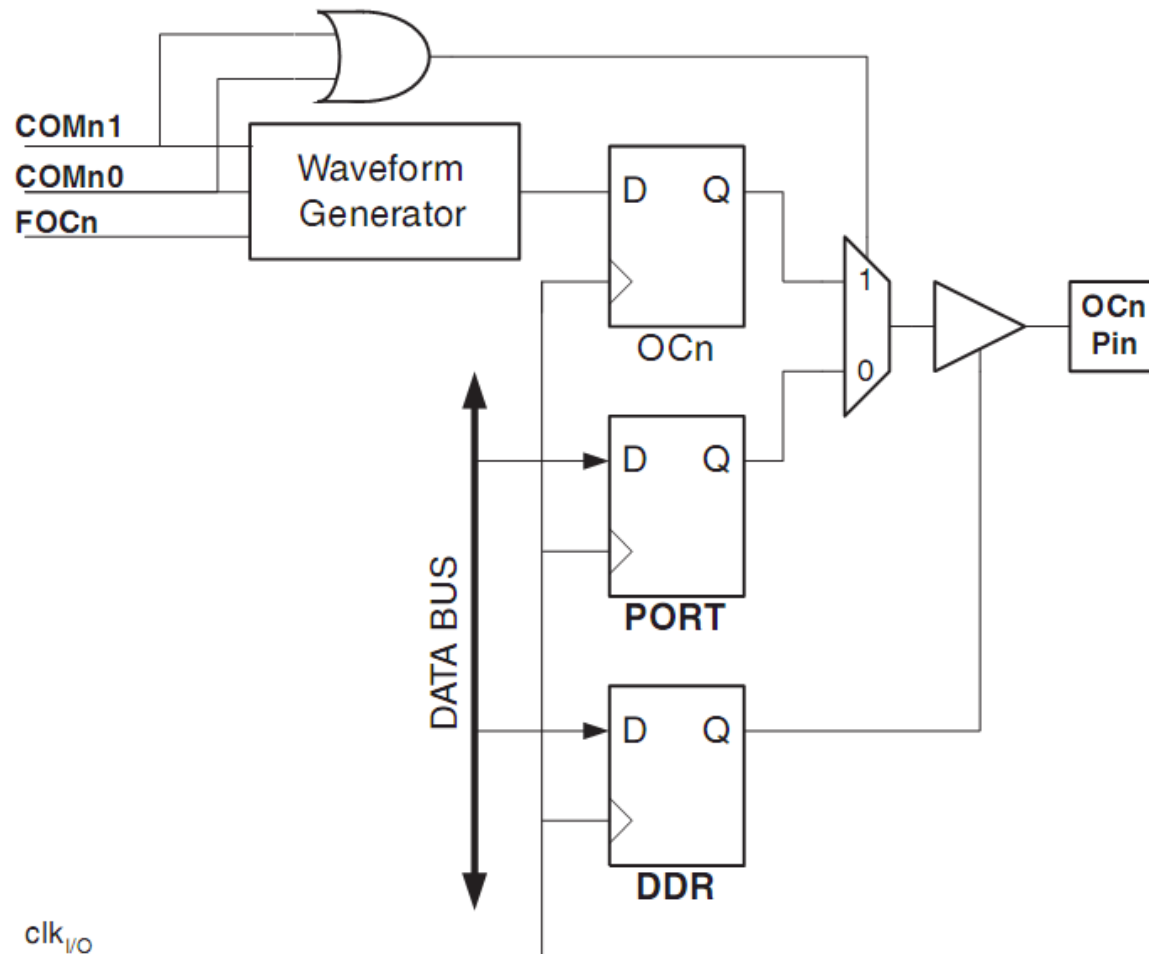 COMn1
COMn0
FOCn
Waveform
Generator
D Q
OCn
1
0
OCn
Pin
D Q
PORT
DATA BUS
D Q
DDR
clkI/O